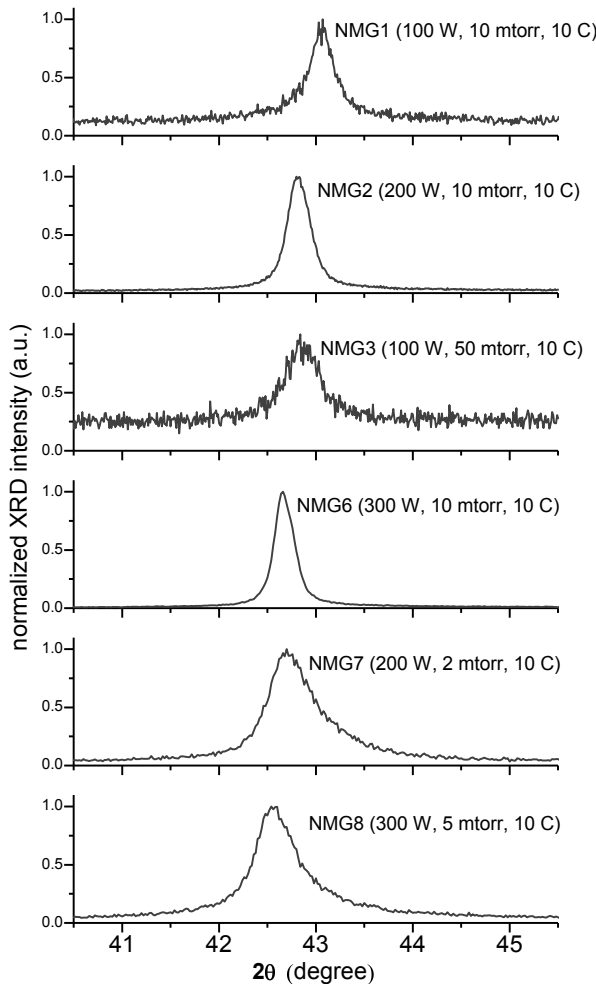 NMG1 (100 W, 10 mtorr, 10 C)
1.0
0.5
0.0
NMG2 (200 W, 10 mtorr, 10 C)
1.0
0.5
0.0
NMG3 (100 W, 50 mtorr, 10 C)
1.0
0.5
0.0
NMG6 (300 W, 10 mtorr, 10 C)
1.0
0.5
0.0
NMG7 (200 W, 2 mtorr, 10 C)
1.0
0.5
0.0
NMG8 (300 W, 5 mtorr, 10 C)
1.0
0.5
0.0
normalized XRD intensity (a.u.)
41 42 43 44 45
2θ (degree)